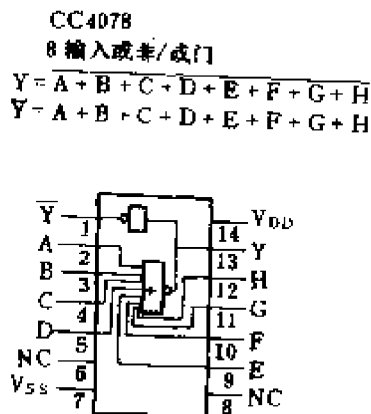 CC4078
8 输入或非/或门
Y = A + B + C + D + E + F + G + H
Y = A + B + C + D + E + F + G + H
Y 1
A 2
B 3
C 4
D 5
NC 6
VSS 7
+
14 VDD
13 Y
12 H
11 G
10 F
9 E
8 NC